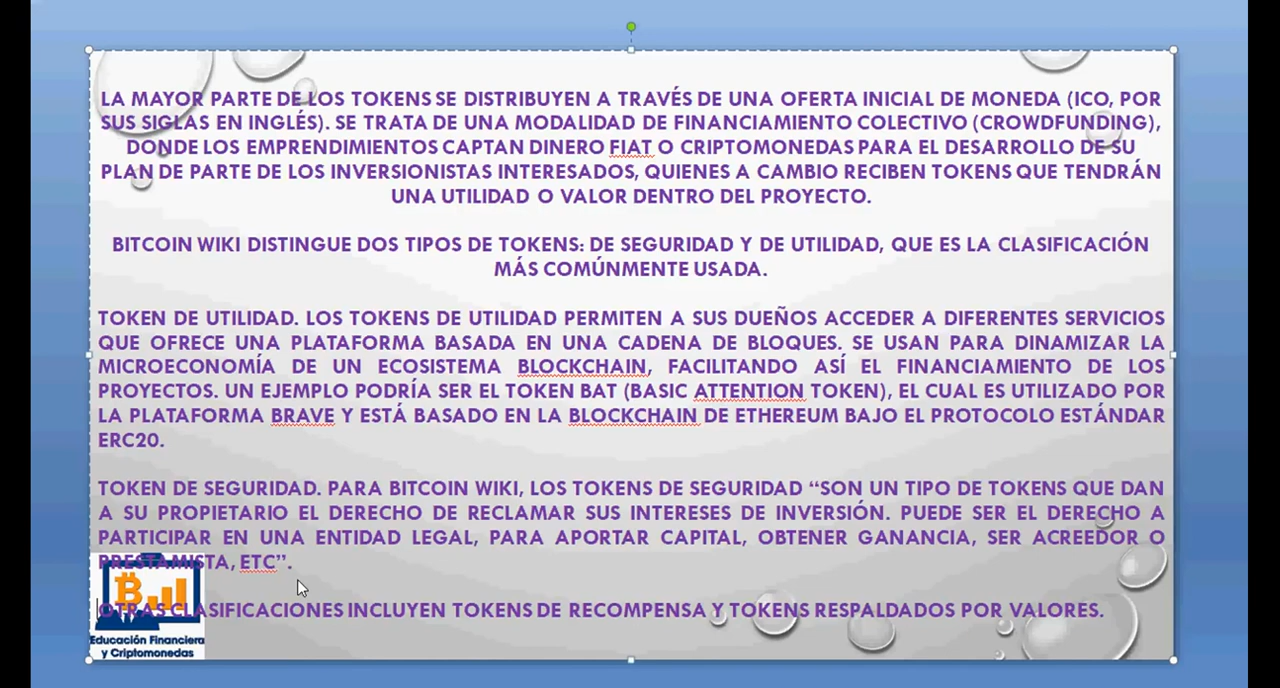 LA MAYOR PARTE DE LOS TOKENS SE DISTRIBUYEN A TRAVÉS DE UNA OFERTA INICIAL DE MONEDA (ICO, POR
SUS SIGLAS EN INGLÉS). SE TRATA DE UNA MODALIDAD DE FINANCIAMIENTO COLECTIVO (CROWDFUNDING),
DONDE LOS EMPRENDIMIENTOS CAPTAN DINERO FIAT O CRIPTOMONEDAS PARA EL DESARROLLO DE SU
PLAN DE PARTE DE LOS INVERSIONISTAS INTERESADOS, QUIENES A CAMBIO RECIBEN TOKENS QUE TENDRÁN
UNA UTILIDAD O VALOR DENTRO DEL PROYECTO.
BITCOIN WIKI DISTINGUE DOS TIPOS DE TOKENS: DE SEGURIDAD Y DE UTILIDAD, QUE ES LA CLASIFICACIÓN
MÁS COMÚNMENTE USADA.
TOKEN DE UTILIDAD. LOS TOKENS DE UTILIDAD PERMITEN A SUS DUEÑOS ACCEDER A DIFERENTES SERVICIOS
QUE OFRECE UNA PLATAFORMA BASADA EN UNA CADENA DE BLOQUES. SE USAN PARA DINAMIZAR LA
MICROECONOMÍA DE UN ECOSISTEMA BLOCKCHAIN, FACILITANDO ASÍ EL FINANCIAMIENTO DE LOS
PROYECTOS. UN EJEMPLO PODRÍA SER EL TOKEN BAT (BASIC ATTENTION TOKEN), EL CUAL ES UTILIZADO POR
LA PLATAFORMA BRAVE Y ESTÁ BASADO EN LA BLOCKCHAIN DE ETHEREUM BAJO EL PROTOCOLO ESTÁNDAR
ERC20.
TOKEN DE SEGURIDAD. PARA BITCOIN WIKI, LOS TOKENS DE SEGURIDAD “SON UN TIPO DE TOKENS QUE DAN
A SU PROPIETARIO EL DERECHO DE RECLAMAR SUS INTERESES DE INVERSIÓN. PUEDE SER EL DERECHO A
PARTICIPAR EN UNA ENTIDAD LEGAL, PARA APORTAR CAPITAL, OBTENER GANANCIA, SER ACREEDOR O
PRESTAMISTA, ETC”.
OTRAS CLASIFICACIONES INCLUYEN TOKENS DE RECOMPENSA Y TOKENS RESPALDADOS POR VALORES.
Educación Financiera
y Criptomonedas